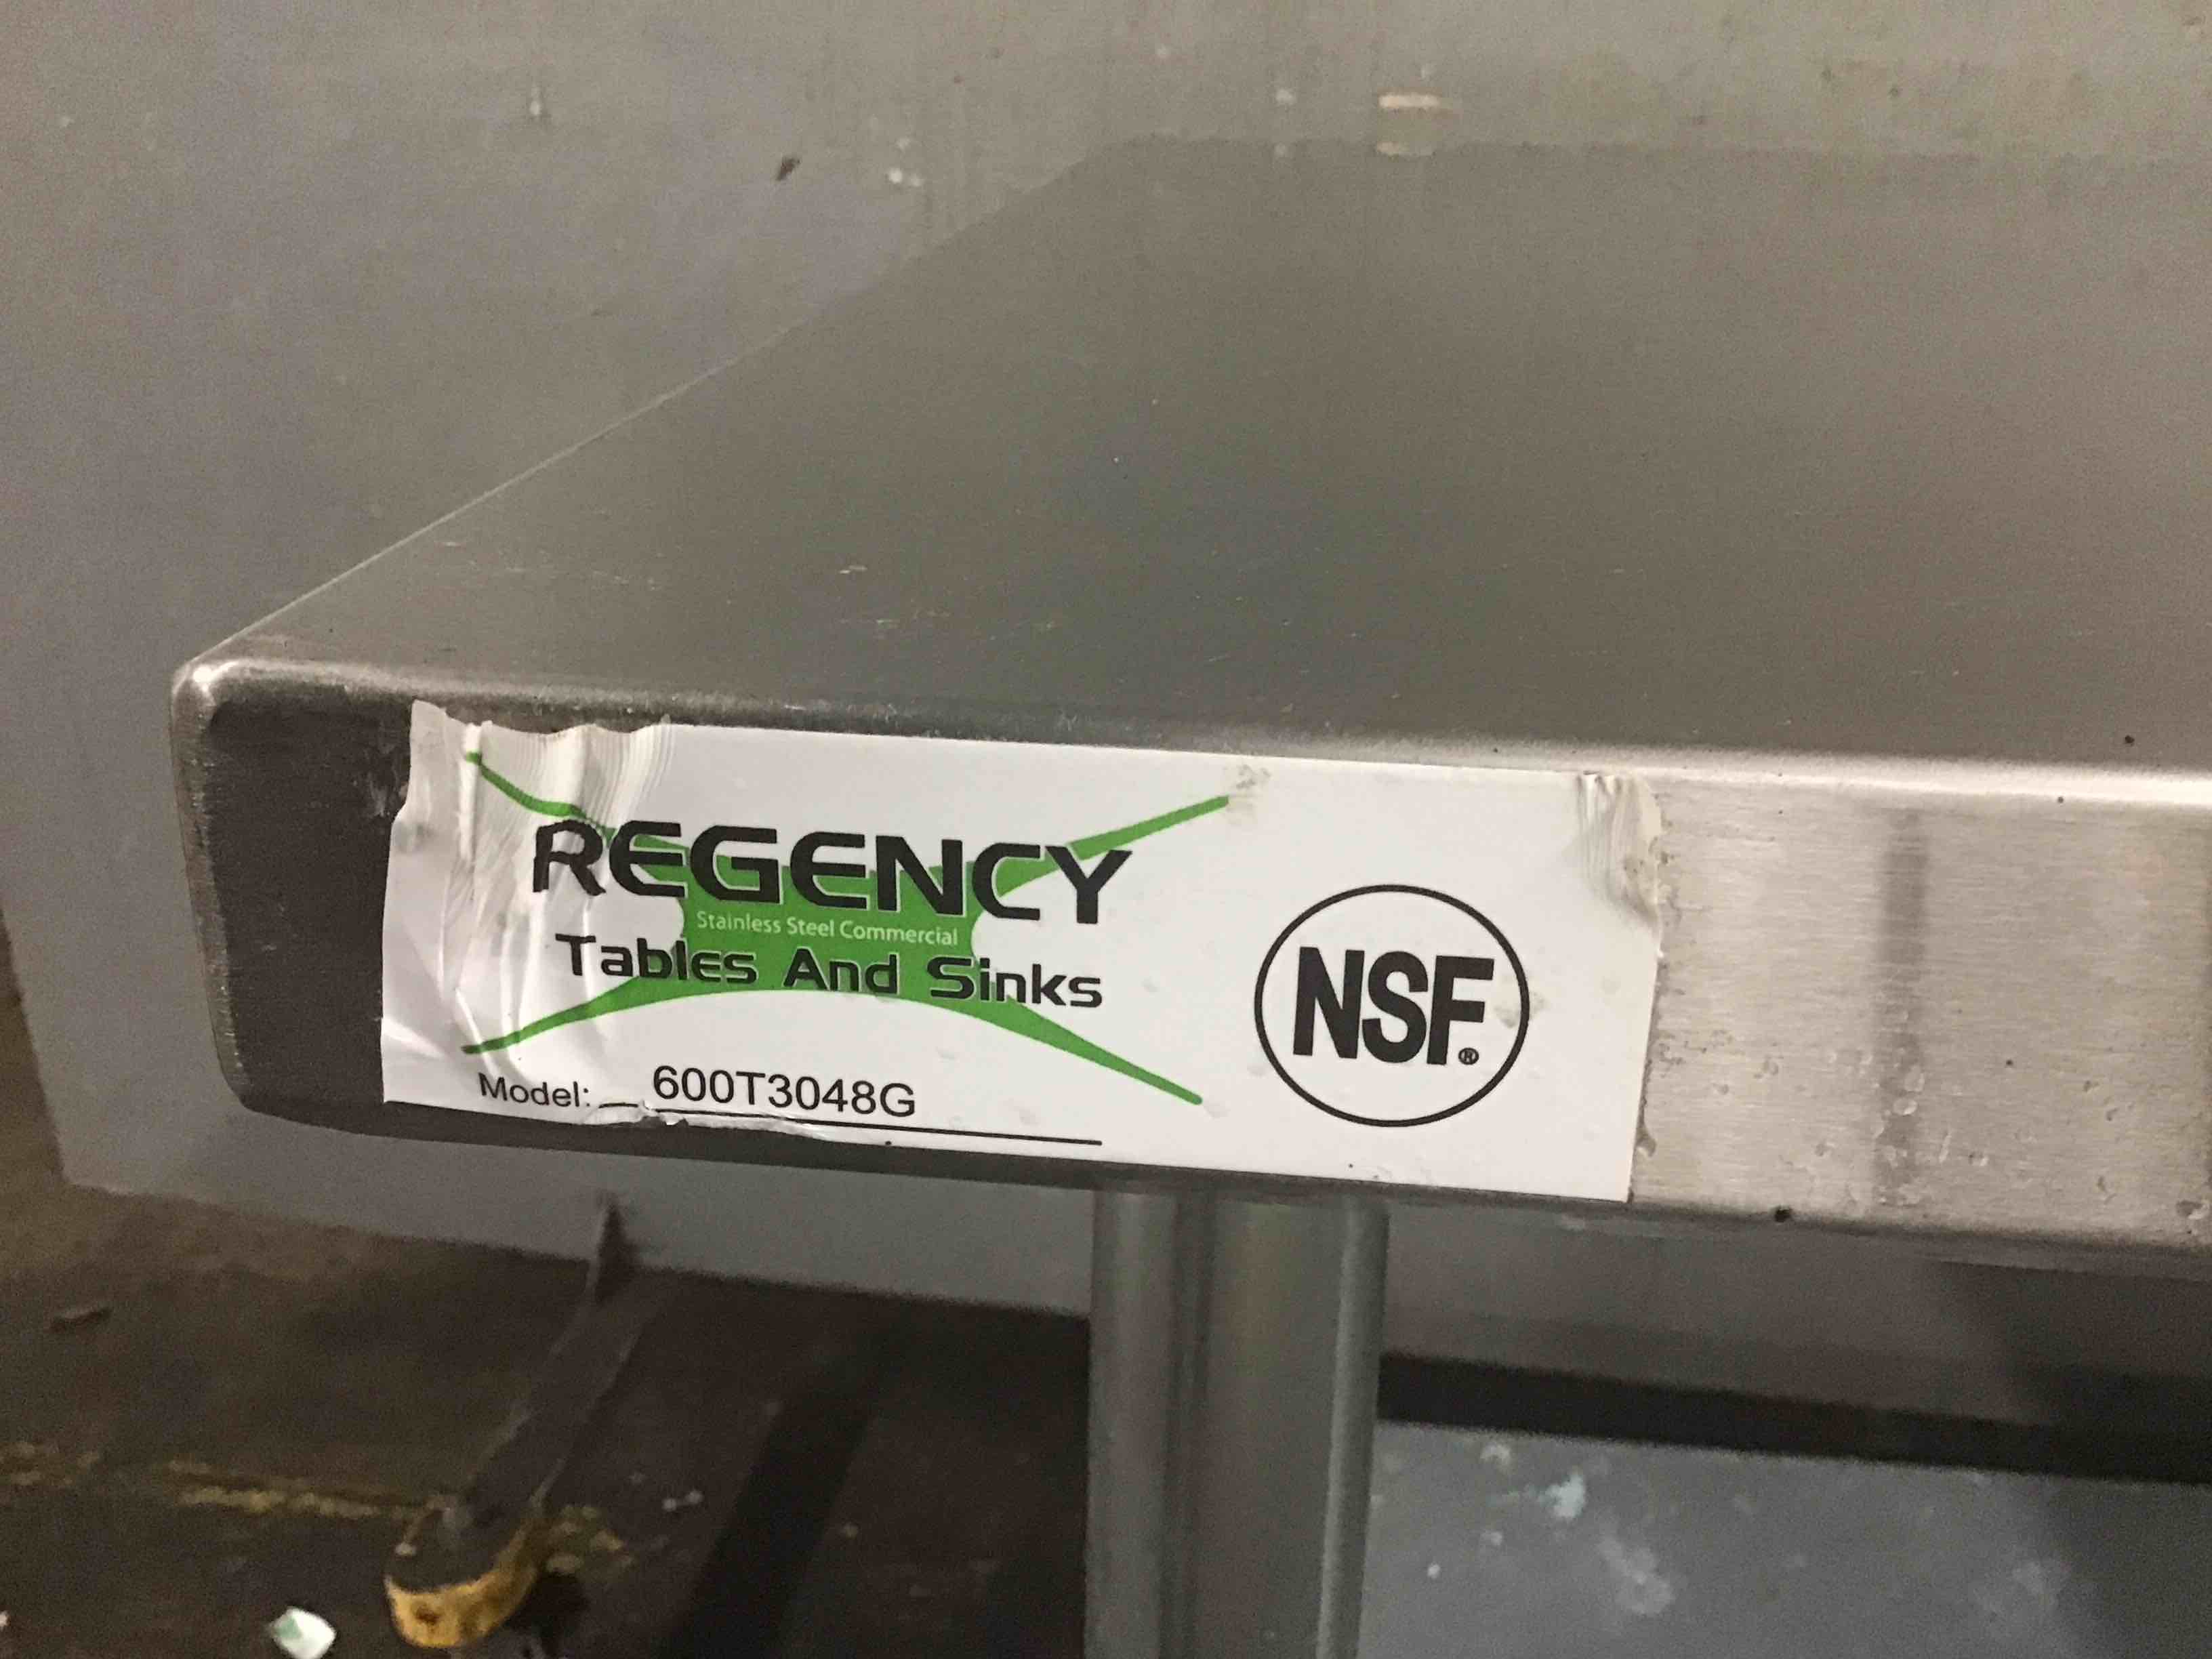 REGENCY
Stainless Steel Commercial
Tables And Sinks
Model: 600T3048G
NSF®